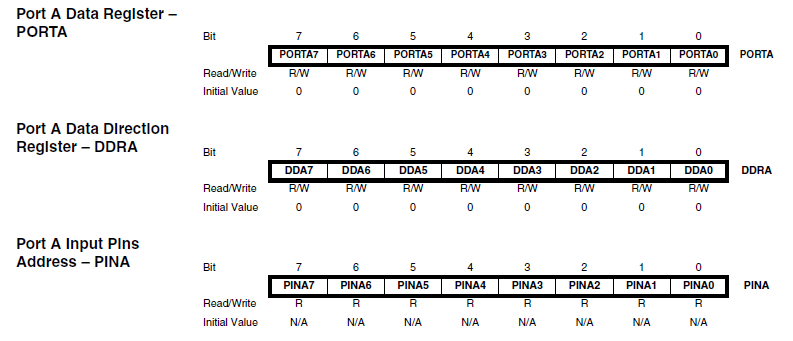 Port A Data Register –
PORTA
Bit 7 6 5 4 3 2 1 0
PORTA7 PORTA6 PORTA5 PORTA4 PORTA3 PORTA2 PORTA1 PORTA0 PORTA
Read/Write R/W R/W R/W R/W R/W R/W R/W R/W
Initial Value 0 0 0 0 0 0 0 0
Port A Data Direction
Register – DDRA
Bit 7 6 5 4 3 2 1 0
DDA7 DDA6 DDA5 DDA4 DDA3 DDA2 DDA1 DDA0 DDRA
Read/Write R/W R/W R/W R/W R/W R/W R/W R/W
Initial Value 0 0 0 0 0 0 0 0
Port A Input Pins
Address – PINA
Bit 7 6 5 4 3 2 1 0
PINA7 PINA6 PINA5 PINA4 PINA3 PINA2 PINA1 PINA0 PINA
Read/Write R R R R R R R R
Initial Value N/A N/A N/A N/A N/A N/A N/A N/A